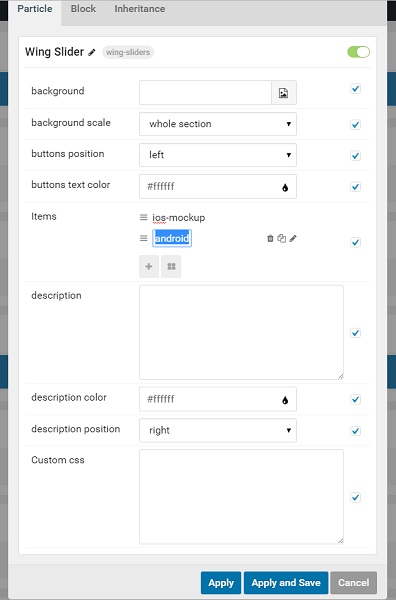 Particle Block Inheritance
Wing Slider wing-sliders
background
background scale whole section
buttons position left
buttons text color #ffffff
Items ios-mockup
android
description
description color #ffffff
description position right
Custom css
Apply Apply and Save Cancel